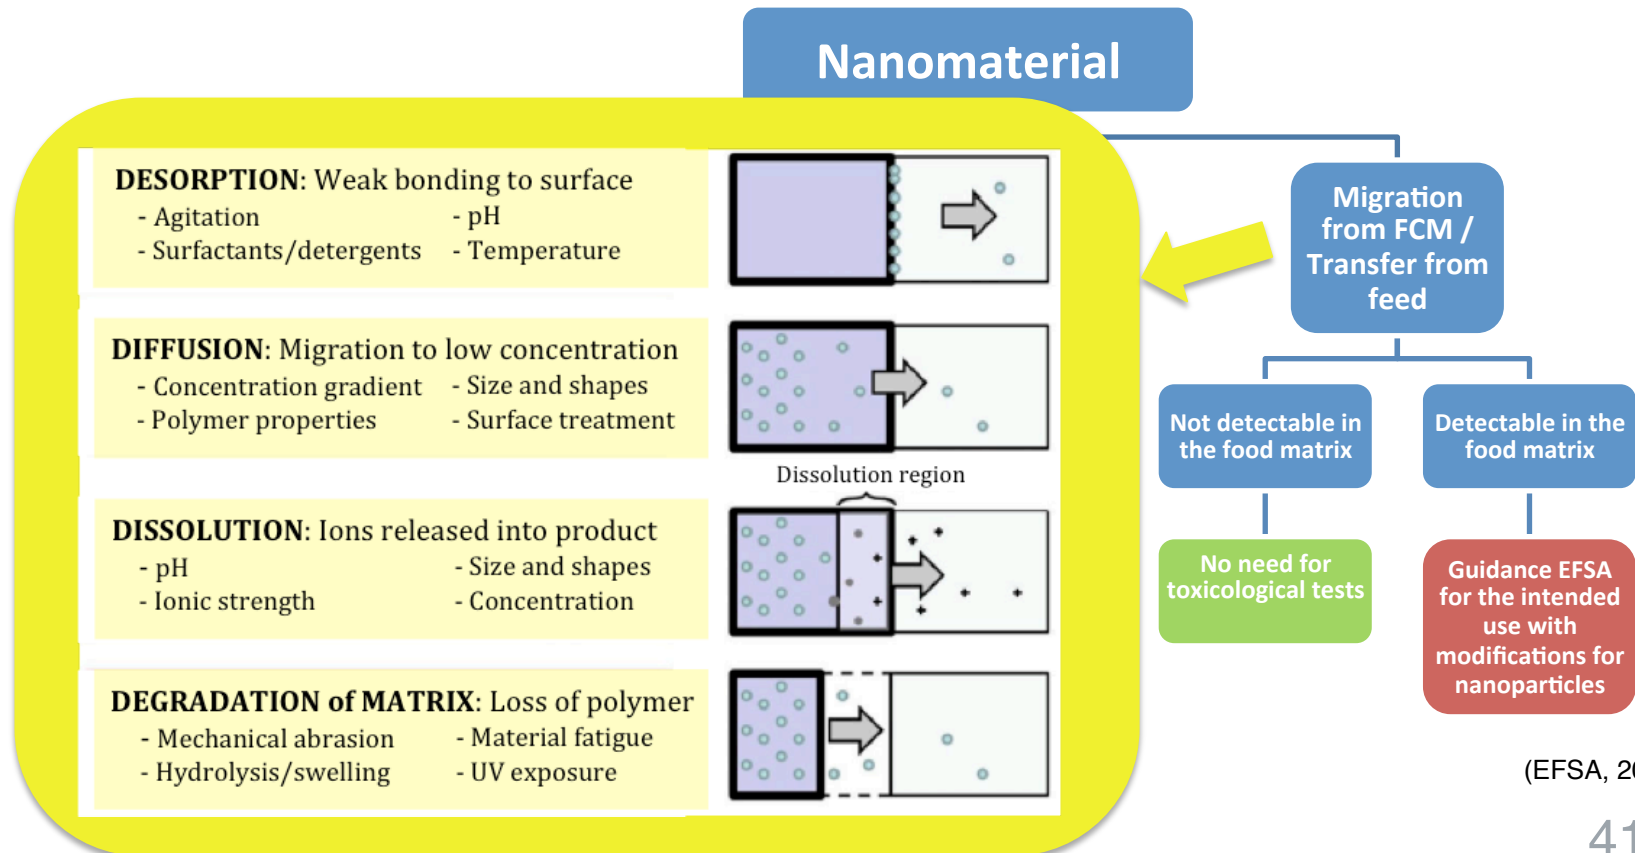 Nanomaterial
DESORPTION: Weak bonding to surface
- Agitation - pH
- Surfactants/detergents - Temperature
DIFFUSION: Migration to low concentration
- Concentration gradient - Size and shapes
- Polymer properties - Surface treatment
Dissolution region
DISSOLUTION: Ions released into product
- pH - Size and shapes
- Ionic strength - Concentration
DEGRADATION of MATRIX: Loss of polymer
- Mechanical abrasion - Material fatigue
- Hydrolysis/swelling - UV exposure
Migration
from FCM /
Transfer from
feed
Not detectable in
the food matrix
Detectable in the
food matrix
No need for
toxicological tests
Guidance EFSA
for the intended
use with
modifications for
nanoparticles
(EFSA,
41